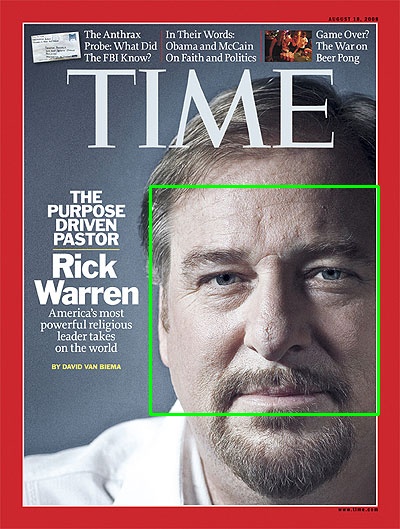 AUGUST 18, 2008
The Anthrax
Probe: What Did
The FBI Know?
In Their Words:
Obama and McCain
On Faith and Politics
Game Over?
The War on
Beer Pong
TIME
THE
PURPOSE
DRIVEN
PASTOR
Rick
Warren
America's most
powerful religious
leader takes
on the world
BY DAVID VAN BIEMA
www.time.com